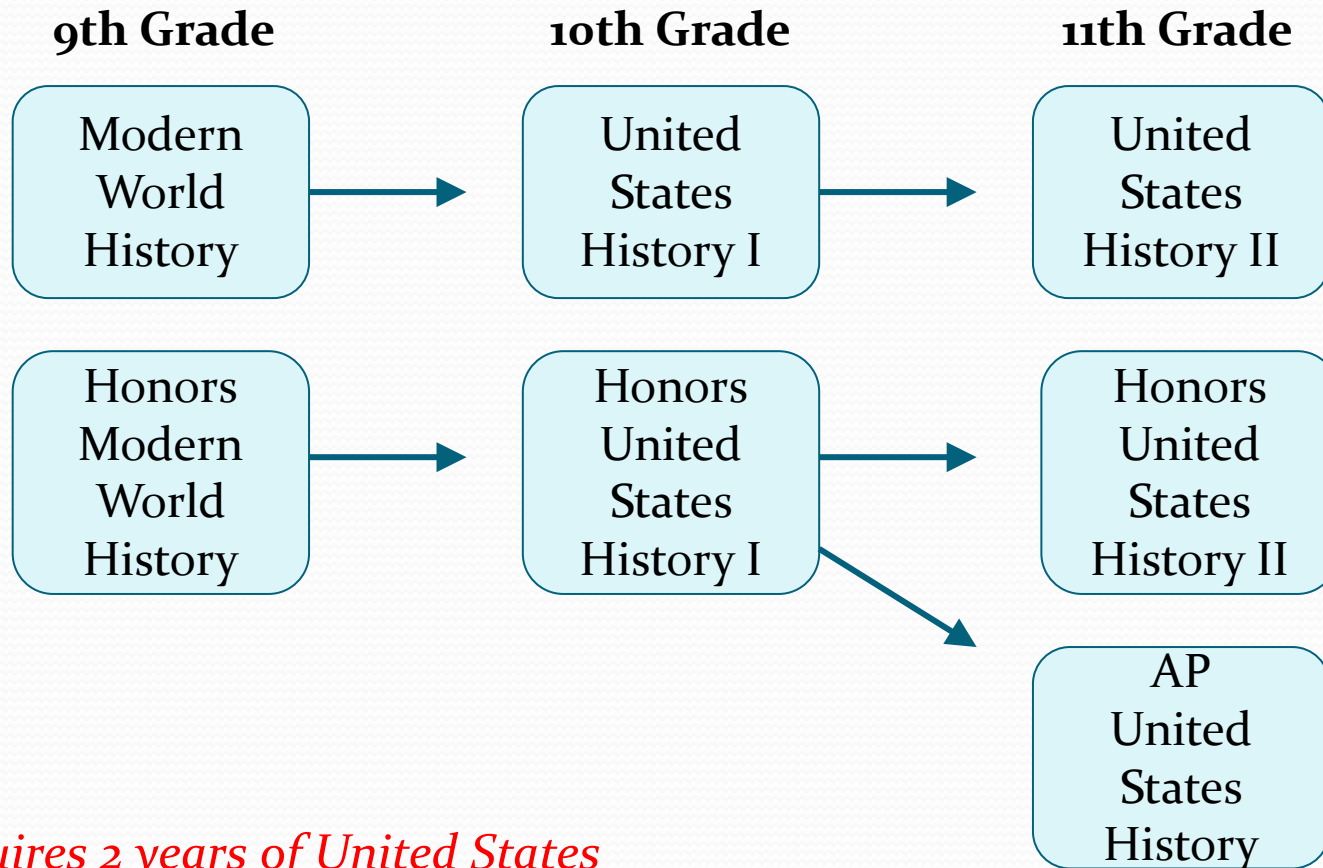 9th Grade
10th Grade
11th Grade
Modern
World
History
United
States
History I
United
States
History II
Honors
Modern
World
History
Honors
United
States
History I
Honors
United
States
History II
AP
United
States
History
2 years of United States